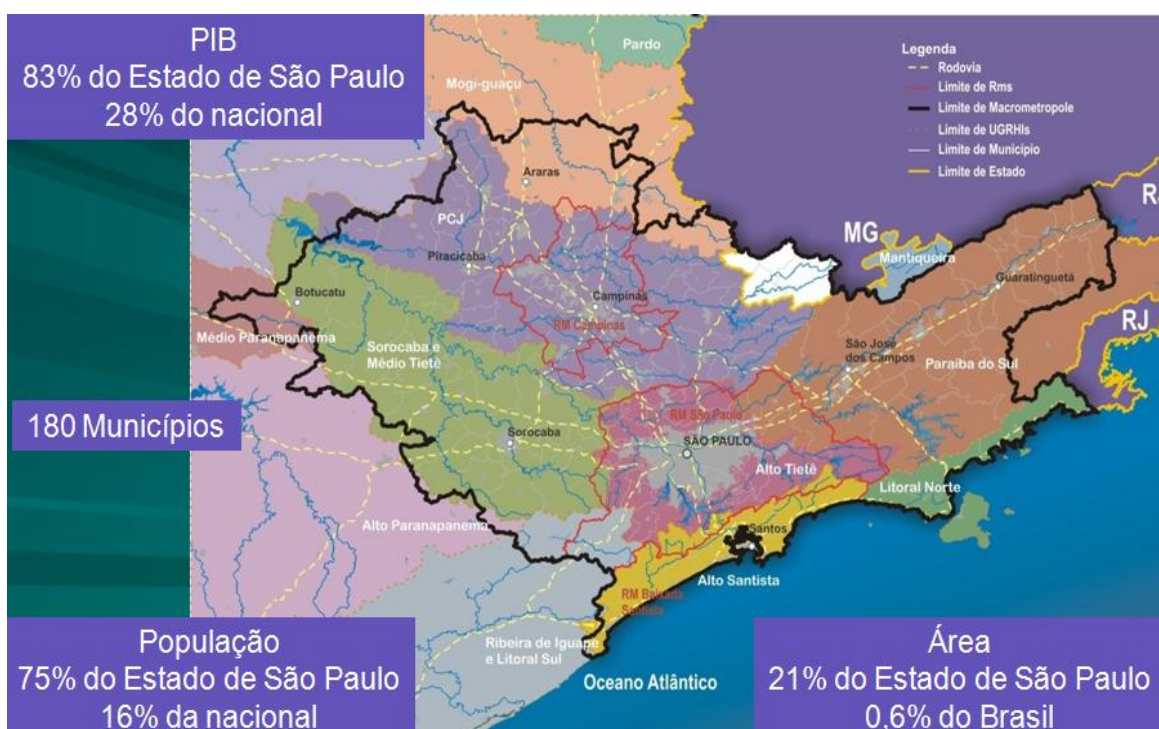 PIB
83% do Estado de São Paulo
28% do nacional
Pardo
Legenda
Rodovia
Limite de Rms
Limite de Macrometropole
Limite de UGRHIs
Limite de Município
Limite de Estado
Mogi-guaçu
Araras
PCJ
MG
Mantiqueira
Guaratinguetá
Piracicaba
Botucatu
Campinas
RM Campinas
RJ
Médio Paranapanema
Sorocaba e
Médio Tietê
São José
dos Campos
Paraíba do Sul
180 Municípios
RM São Paulo
Sorocaba
SÃO PAULO
Alto Tietê
Litoral Norte
Alto Paranapanema
Santos
Alto Santista
RM Baixada
Santista
Ribeira de Iguape
e Litoral Sul
Oceano Atlântico
População
75% do Estado de São Paulo
16% da nacional
Área
21% do Estado de São Paulo
0,6% do Brasil